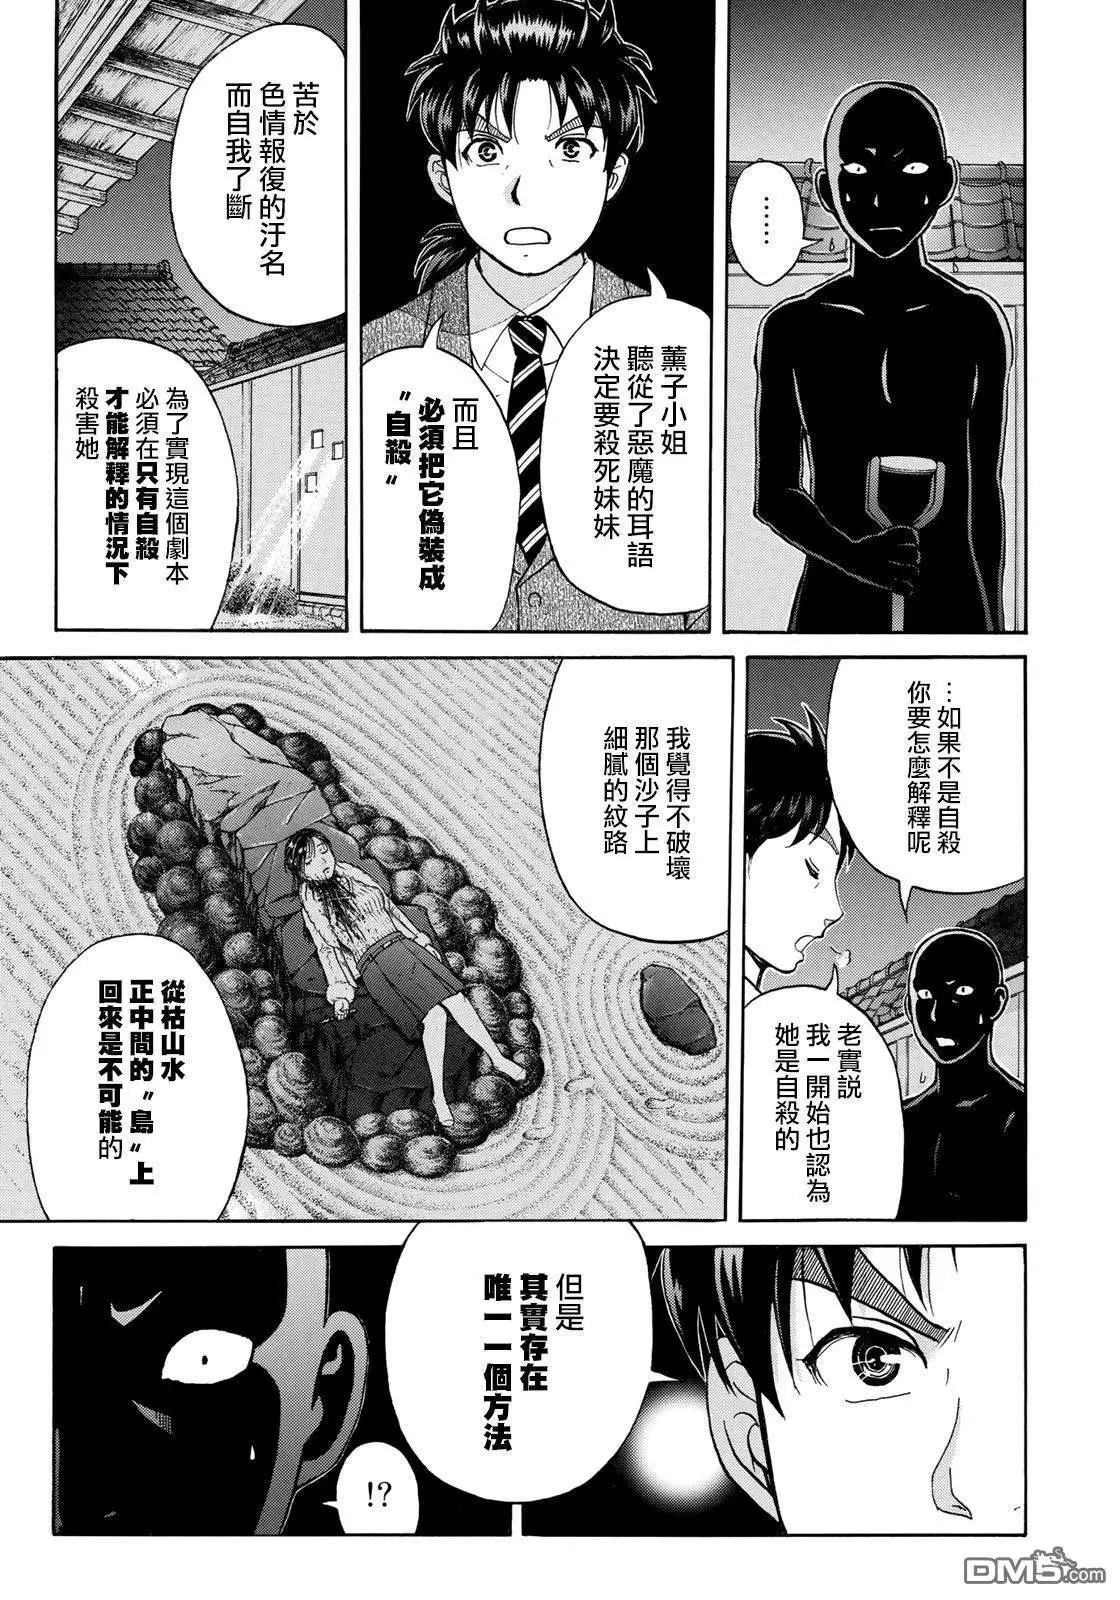 ……
薰子小姐
聽從了惡魔的耳語
決定要殺死妹妹
而且
必須把它偽裝成
〝自殺〞
苦於
色情報復的汙名
而自我了斷
為了實現這個劇本
必須在只有自殺
才能解釋的情況下
殺害她
…如果不是自殺
你要怎麼解釋呢
老實説
我一開始也認為
她是自殺的
我覺得不破壞
那個沙子上
細膩的紋路
從枯山水
正中間的〝島〞上
回來是不可能的
但是
其實存在
唯一一個方法
!?
DM5.com